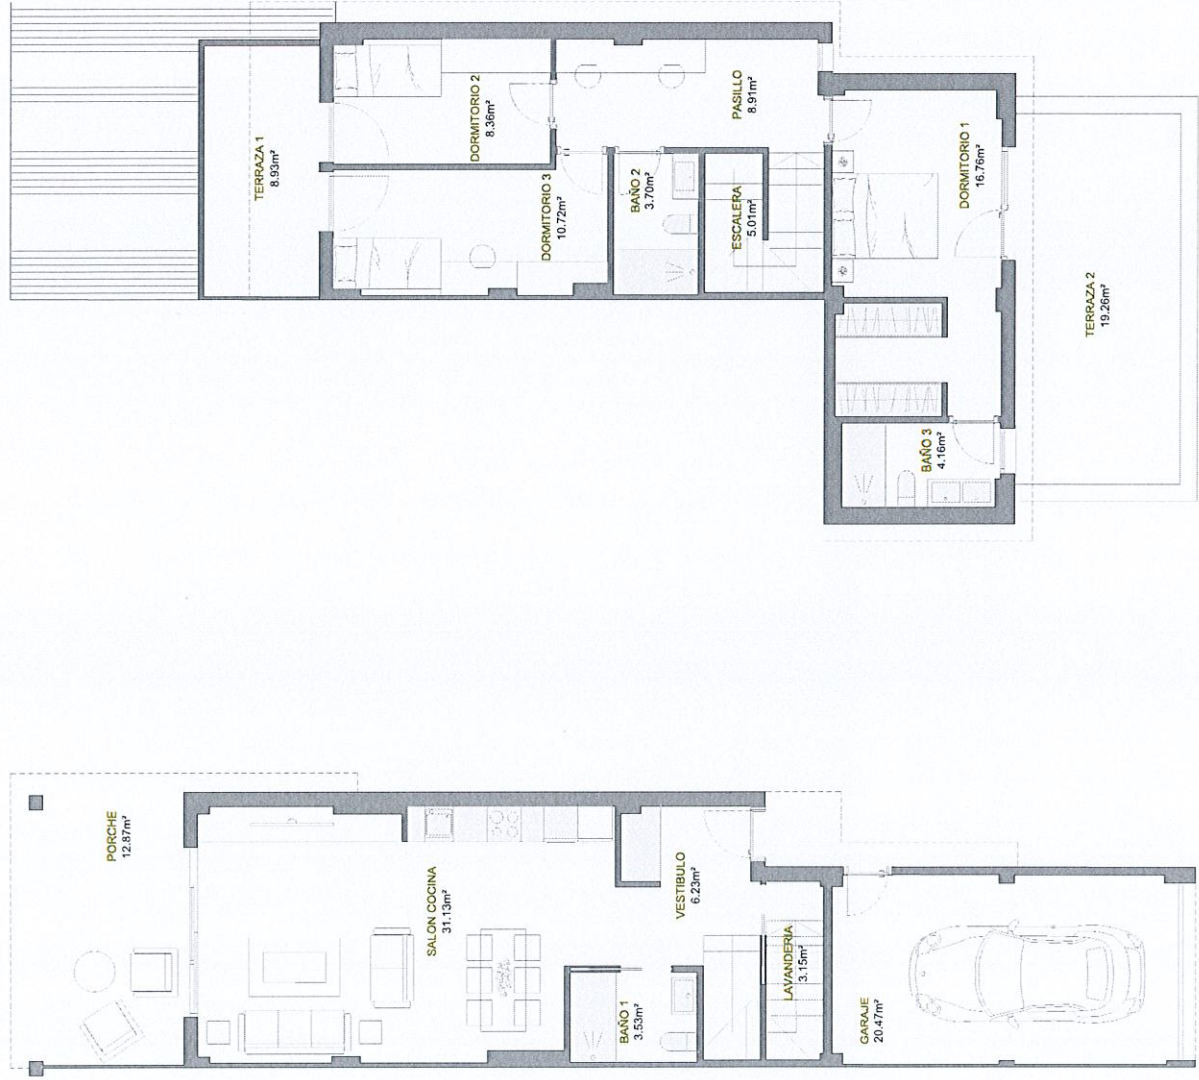 TERRAZA 1
8.93m²
DORMITORIO 2
8.36m²
DORMITORIO 3
10.72m²
BAÑO 2
3.70m²
PASILLO
8.91m²
ESCALERA
5.01m²
DORMITORIO 1
16.76m²
TERRAZA 2
19.26m²
BAÑO 3
4.16m²
PORCHE
12.87m²
SALON COCINA
31.13m²
VESTIBULO
6.23m²
BAÑO 1
3.53m²
LAVANDERIA
3.15m²
GARAJE
20.47m²